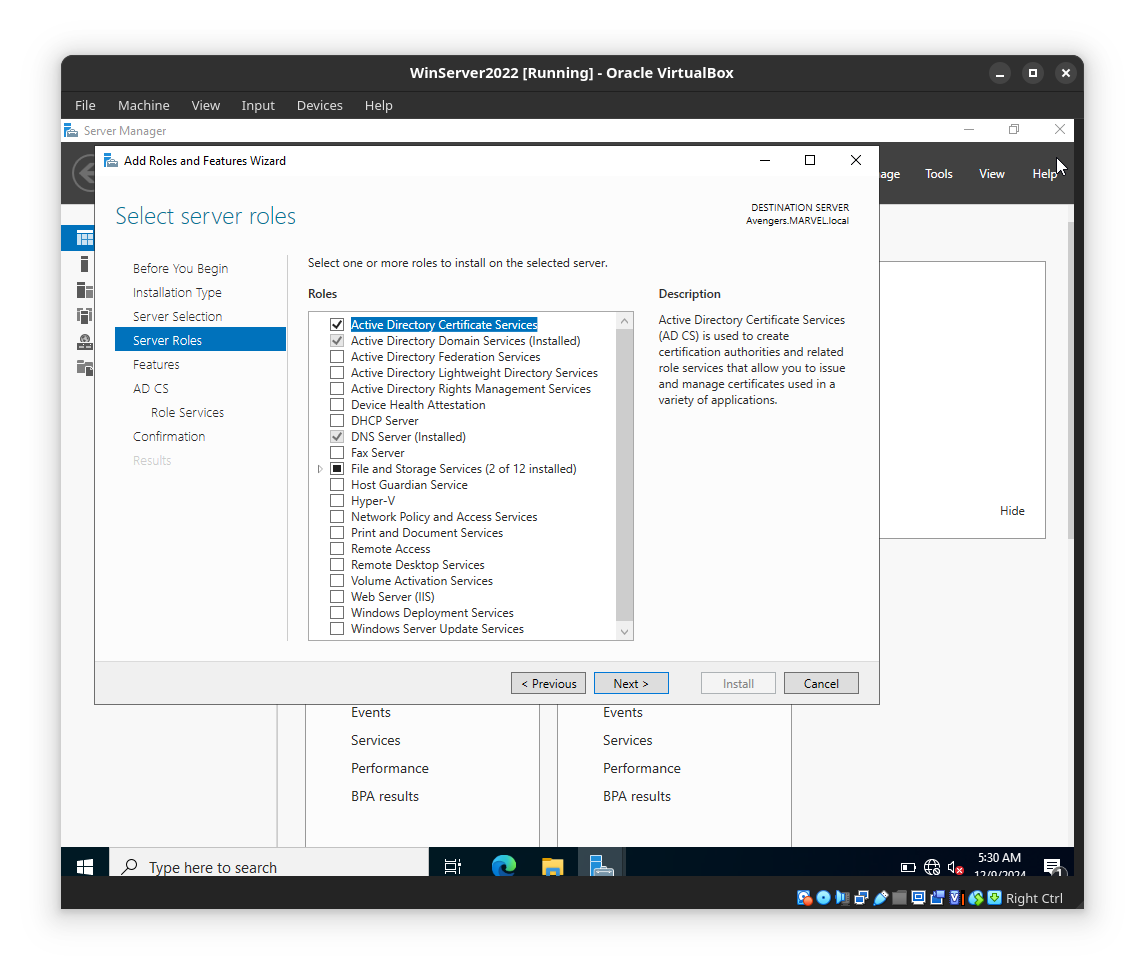 WinServer2022 [Running] - Oracle VirtualBox
File Machine View Input Devices Help
Server Manager
Add Roles and Features Wizard
age Tools View Help
Select server roles
DESTINATION SERVER
Avengers.MARVEL.local
Before You Begin
Installation Type
Server Selection
Server Roles
Features
AD CS
Role Services
Confirmation
Results
Select one or more roles to install on the selected server.
Roles
Active Directory Certificate Services
Active Directory Domain Services (Installed)
Active Directory Federation Services
Active Directory Lightweight Directory Services
Active Directory Rights Management Services
Device Health Attestation
DHCP Server
DNS Server (Installed)
Fax Server
File and Storage Services (2 of 12 installed)
Host Guardian Service
Hyper-V
Network Policy and Access Services
Print and Document Services
Remote Access
Remote Desktop Services
Volume Activation Services
Web Server (IIS)
Windows Deployment Services
Windows Server Update Services
Description
Active Directory Certificate Services
(AD CS) is used to create
certification authorities and related
role services that allow you to issue
and manage certificates used in a
variety of applications.
Hide
< Previous Next > Install Cancel
Events Events
Services Services
Performance Performance
BPA results BPA results
Type here to search
5:30 AM
12/9/2024
1
Right Ctrl